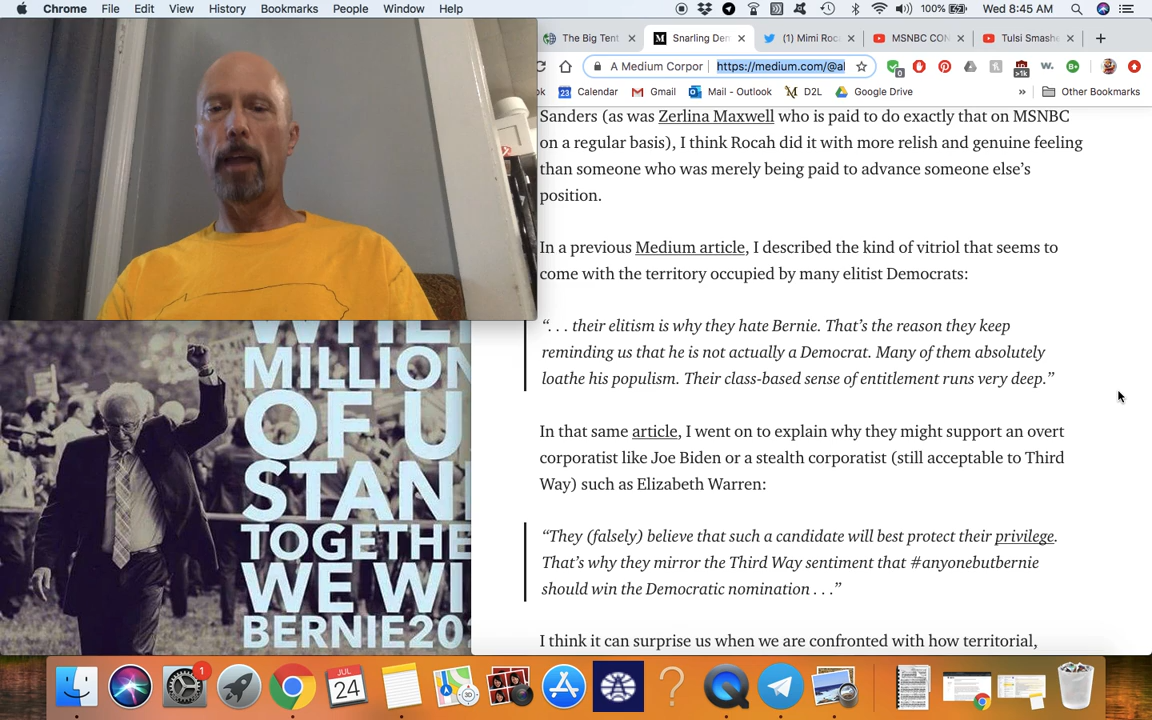 Chrome File Edit View History Bookmarks People Window Help 100% Wed 8:45 AM
The Big Tent Snarling Den (1) Mimi Roc MSNBC CON Tulsi Smash
A Medium Corpor https://medium.com/@al
0 >1k W. B+
Calendar Gmail Mail - Outlook D2L Google Drive » Other Bookmarks
Sanders (as was Zerlina Maxwell who is paid to do exactly that on MSNBC
on a regular basis), I think Rocah did it with more relish and genuine feeling
than someone who was merely being paid to advance someone else’s
position.
In a previous Medium article, I described the kind of vitriol that seems to
come with the territory occupied by many elitist Democrats:
“. . . their elitism is why they hate Bernie. That’s the reason they keep
reminding us that he is not actually a Democrat. Many of them absolutely
loathe his populism. Their class-based sense of entitlement runs very deep.”
In that same article, I went on to explain why they might support an overt
corporatist like Joe Biden or a stealth corporatist (still acceptable to Third
Way) such as Elizabeth Warren:
“They (falsely) believe that such a candidate will best protect their privilege.
That’s why they mirror the Third Way sentiment that #anyonebutbernie
should win the Democratic nomination . . .”
I think it can surprise us when we are confronted with how territorial,
WHEN
MILLION
OF U
STAN
TOGETHE
WE WI
BERNIE20
1
JUL
24